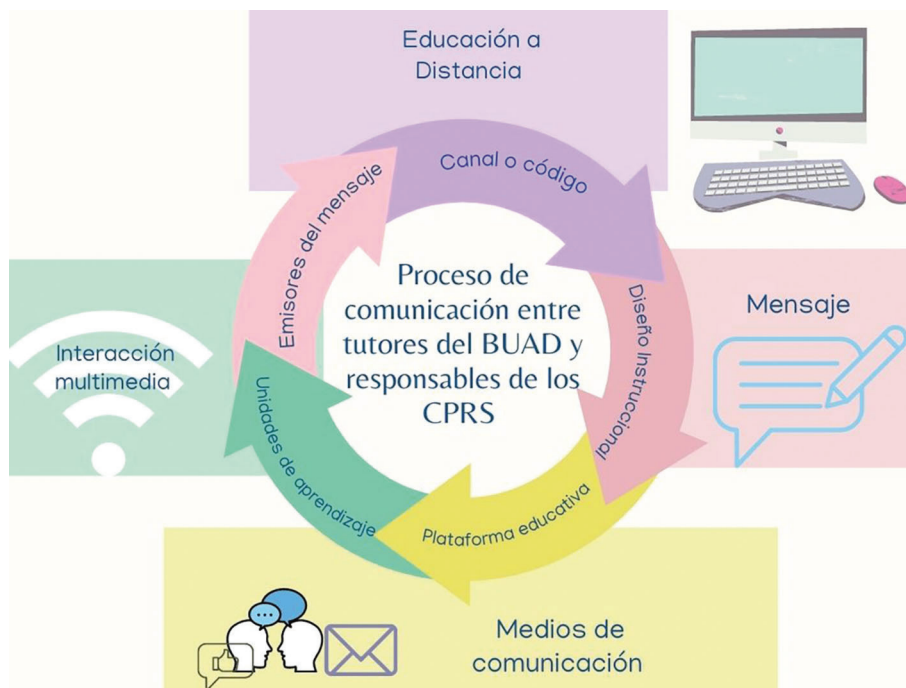 Educación a
Distancia
Canal o código
Emisores del mensaje
Proceso de
comunicación entre
tutores del BUAD y
responsables de los
CPRS
Diseño Instruccional
Mensaje
Interacción
multimedia
Unidades de aprendizaje
Plataforma educativa
Medios de
comunicación